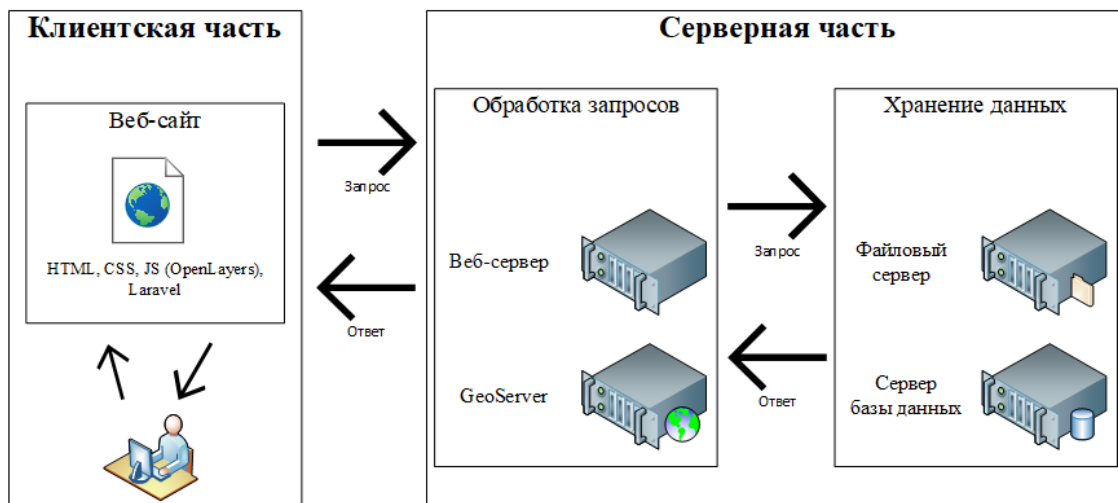 Клиентская часть
Веб-сайт
HTML, CSS, JS (OpenLayers),
Laravel
Запрос
Ответ
Серверная часть
Обработка запросов
Веб-сервер
GeoServer
Запрос
Ответ
Хранение данных
Файловый
сервер
Сервер
базы данных